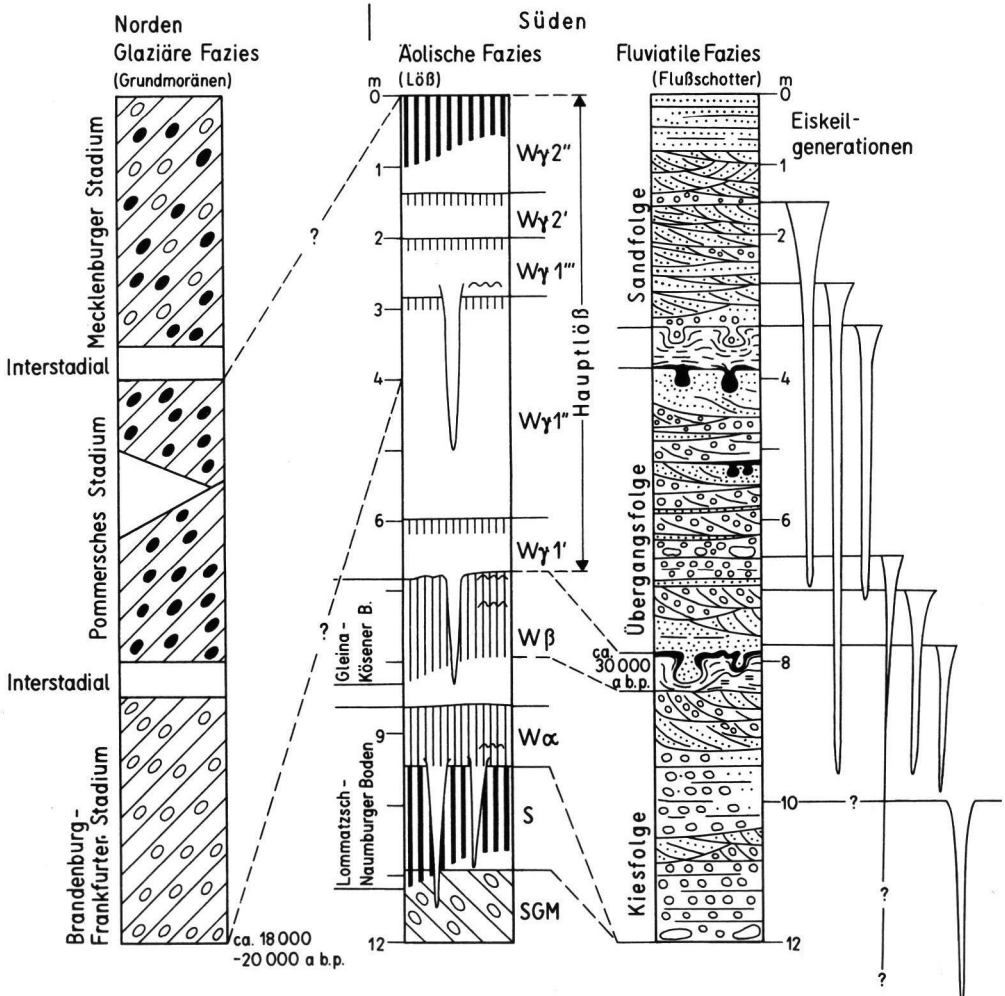 Norden
Glaziäre Fazies
(Grundmoränen)
Mecklenburger Stadium
Interstadial
Pommersches Stadium
Interstadial
Brandenburg-
Frankfurter. Stadium
ca. 18 000
-20 000 a b.p.
?
?
Süden
Äolische Fazies
(Löß)
m
0
1
2
3
4
6
9
12
Wγ2''
Wγ2'
Wγ1'''
Wγ1''
Wγ1'
Wβ
Wα
S
SGM
Hauptlöß
Gleina-
Kösener B.
Lommatzsch-
Naumburger Boden
Fluviatile Fazies
(Flußschotter)
m
0
1
2
4
6
8
10
12
Sandfolge
Übergangsfolge
Kiesfolge
ca.
30 000
a b.p.
Eiskeil-
generationen
?
?
?
?